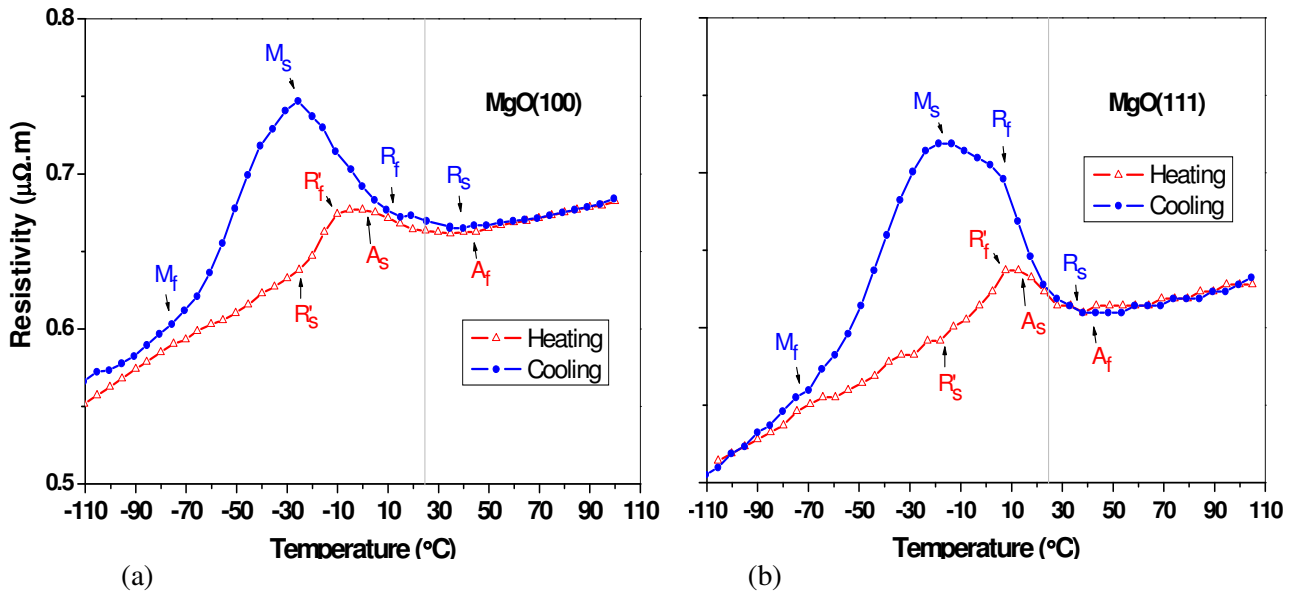 0.8
0.7
0.6
0.5
Resistivity (μΩ.m)
MgO(100)
M_s
R_f
R_s
R'_f
A_s
A_f
M_f
R'_s
Heating
Cooling
-110 -90 -70 -50 -30 -10 10 30 50 70 90 110
Temperature (°C)
(a)
MgO(111)
M_s
R_f
Heating
Cooling
R'_f
R_s
A_s
A_f
M_f
R'_s
-110 -90 -70 -50 -30 -10 10 30 50 70 90 110
Temperature (°C)
(b)